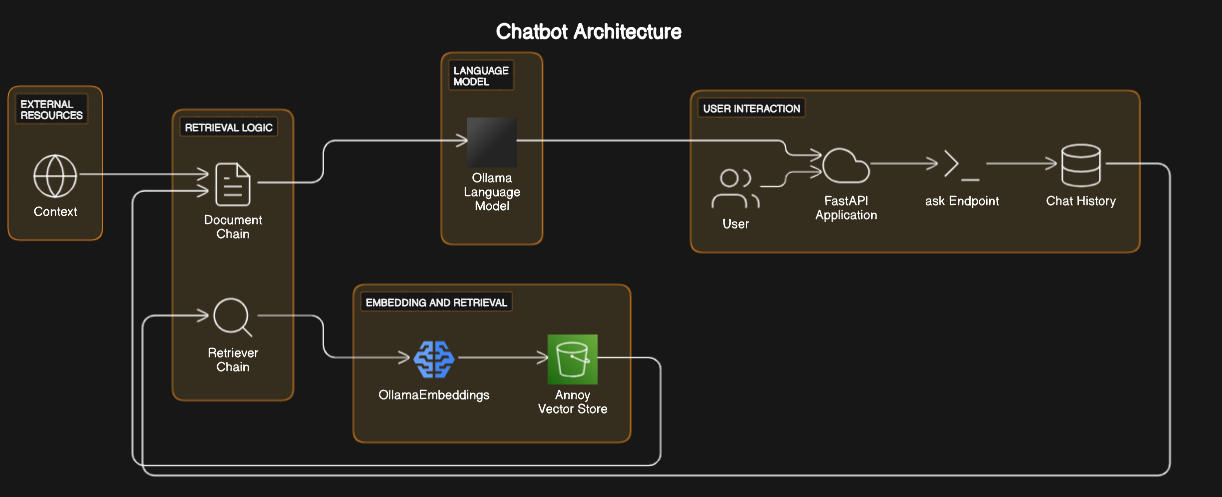 Chatbot Architecture
EXTERNAL
RESOURCES
Context
RETRIEVAL LOGIC
Document
Chain
Retriever
Chain
LANGUAGE
MODEL
Ollama
Language
Model
EMBEDDING AND RETRIEVAL
OllamaEmbeddings
Annoy
Vector Store
USER INTERACTION
User
FastAPI
Application
ask Endpoint
Chat History